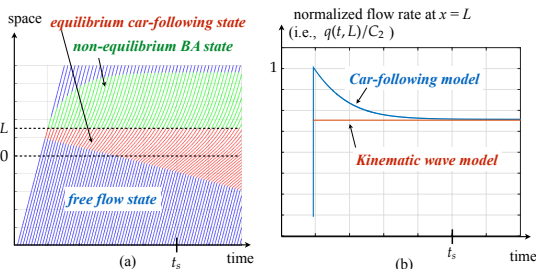 equilibrium car-following state
space
non-equilibrium BA state
L
0
free flow state
t_s
time
(a)
normalized flow rate at x = L
(i.e., q(t, L)/C_2 )
1
Car-following model
Kinematic wave model
t_s
time
(b)